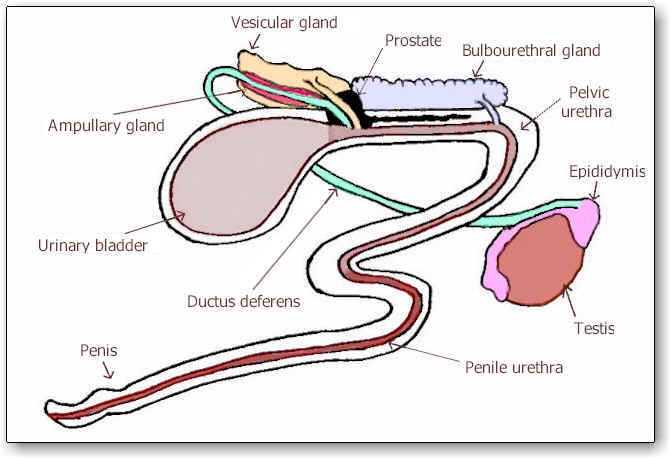 Vesicular gland
Prostate
Bulbourethral gland
Pelvic
urethra
Ampullary gland
Epididymis
Urinary bladder
Ductus deferens
Testis
Penis
Penile urethra